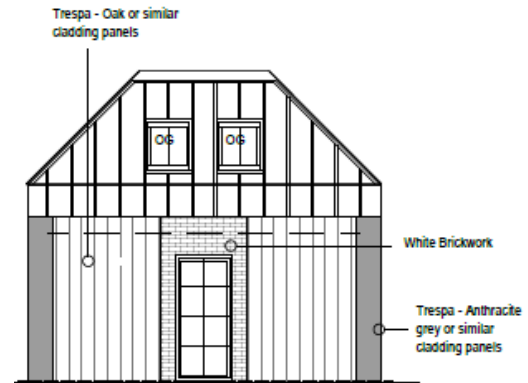 Trespa - Oak or similar
cladding panels
OG
OG
White Brickwork
Trespa - Anthracite
grey or similar
cladding panels